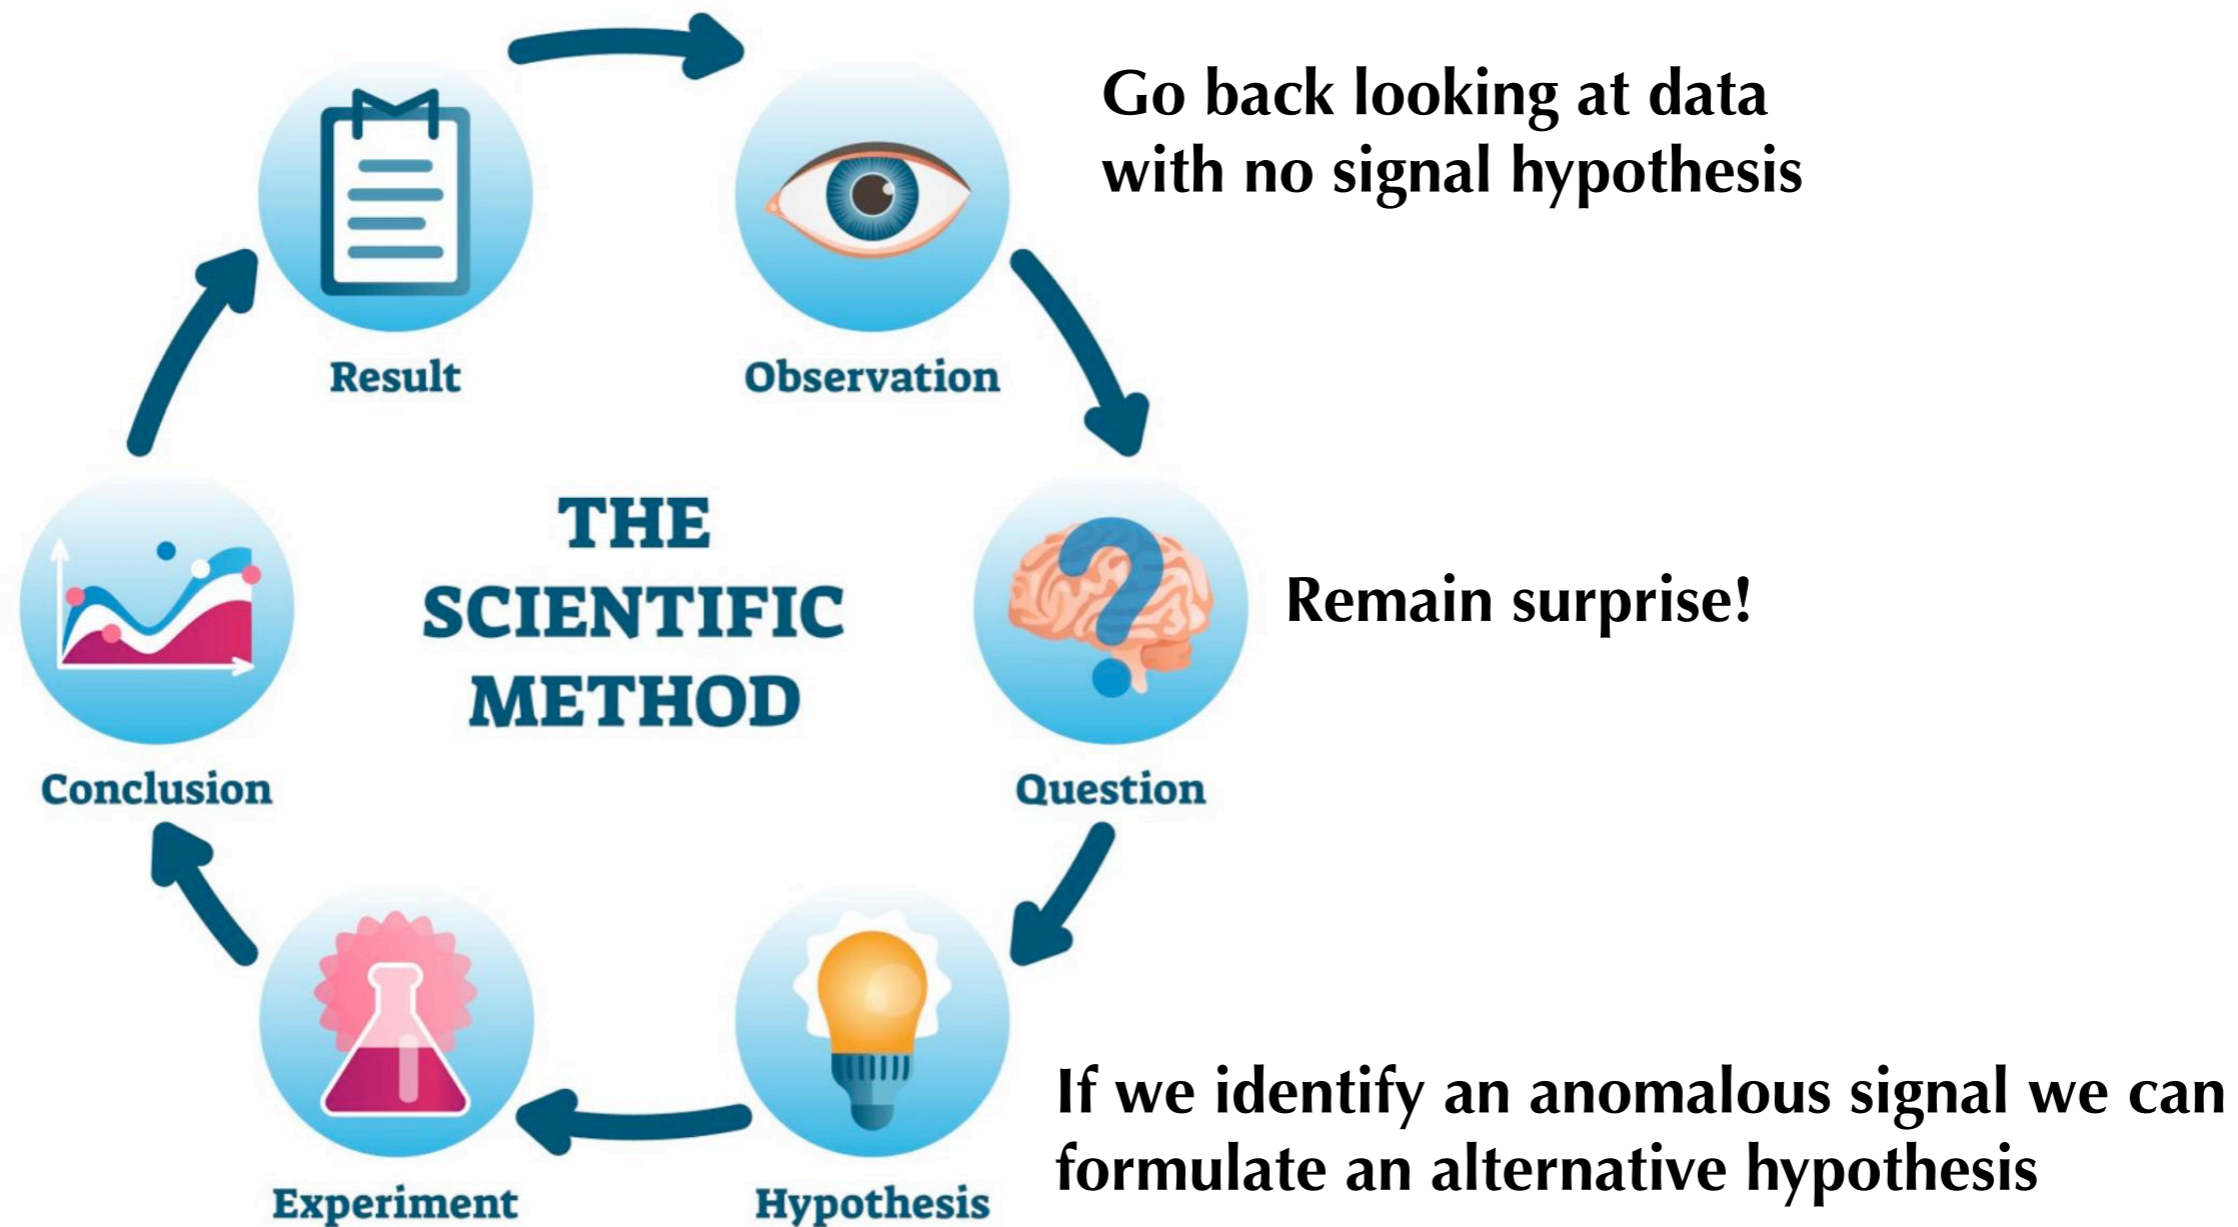 Go back looking at data
with no signal hypothesis
Result
Observation
THE
SCIENTIFIC
METHOD
Remain surprise!
Conclusion
Question
If we identify an anomalous signal we can
formulate an alternative hypothesis
Experiment
Hypothesis